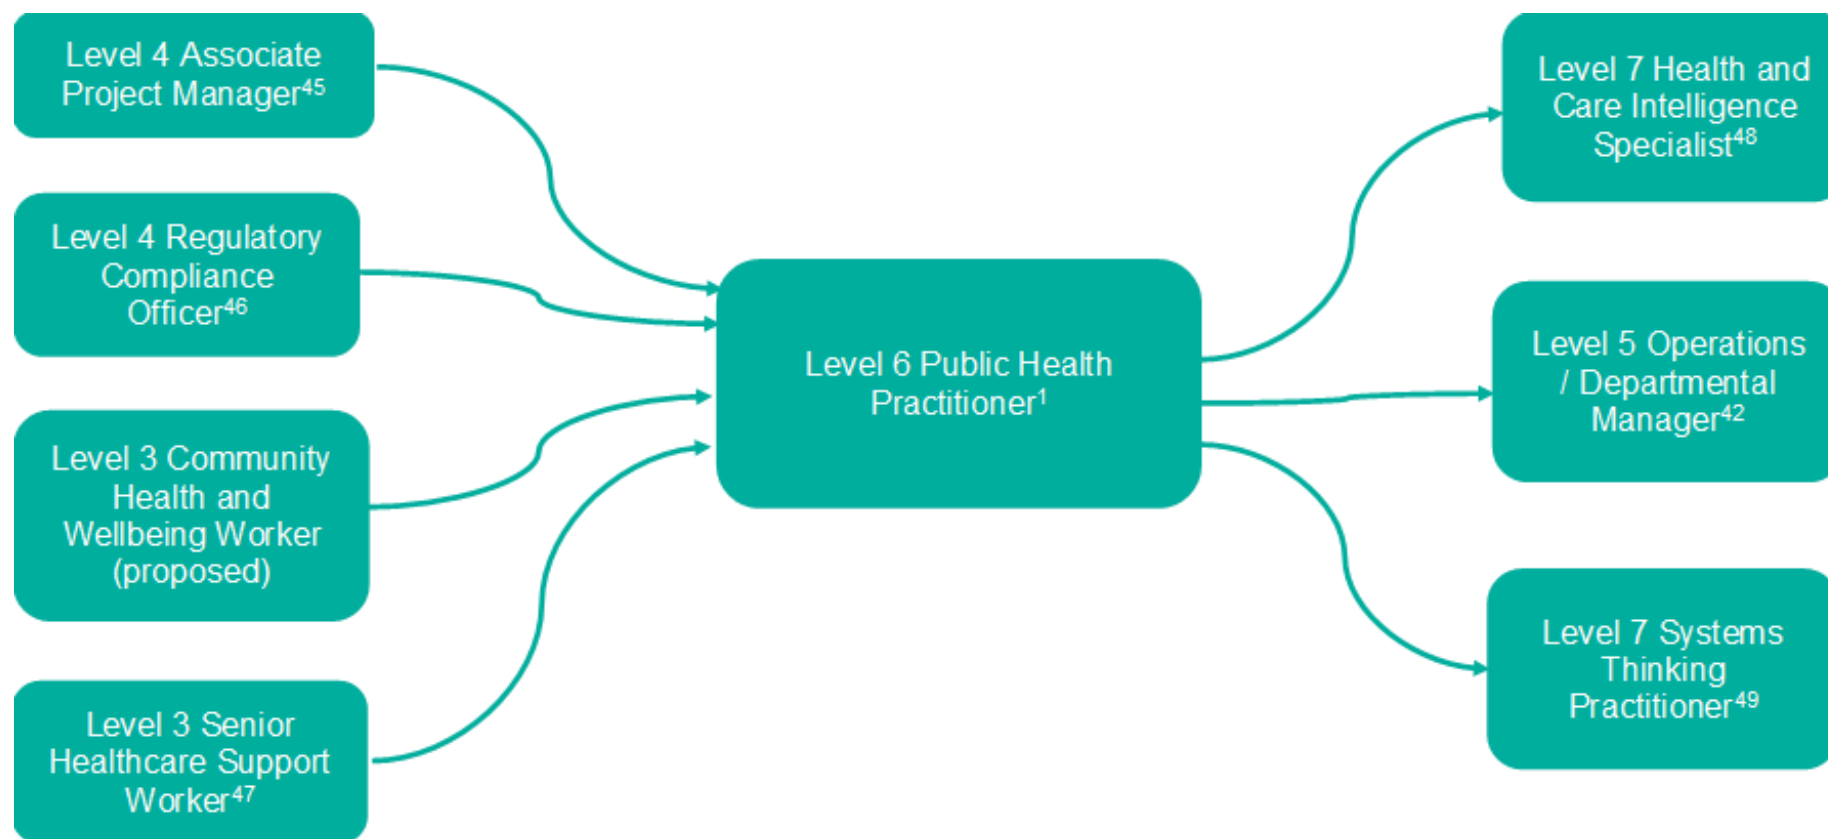 Level 4 Associate
Project Manager45
Level 4 Regulatory
Compliance
Officer46
Level 3 Community
Health and
Wellbeing Worker
(proposed)
Level 3 Senior
Healthcare Support
Worker47
Level 6 Public Health
Practitioner1
Level 7 Health and
Care Intelligence
Specialist48
Level 5 Operations
/ Departmental
Manager42
Level 7 Systems
Thinking
Practitioner49